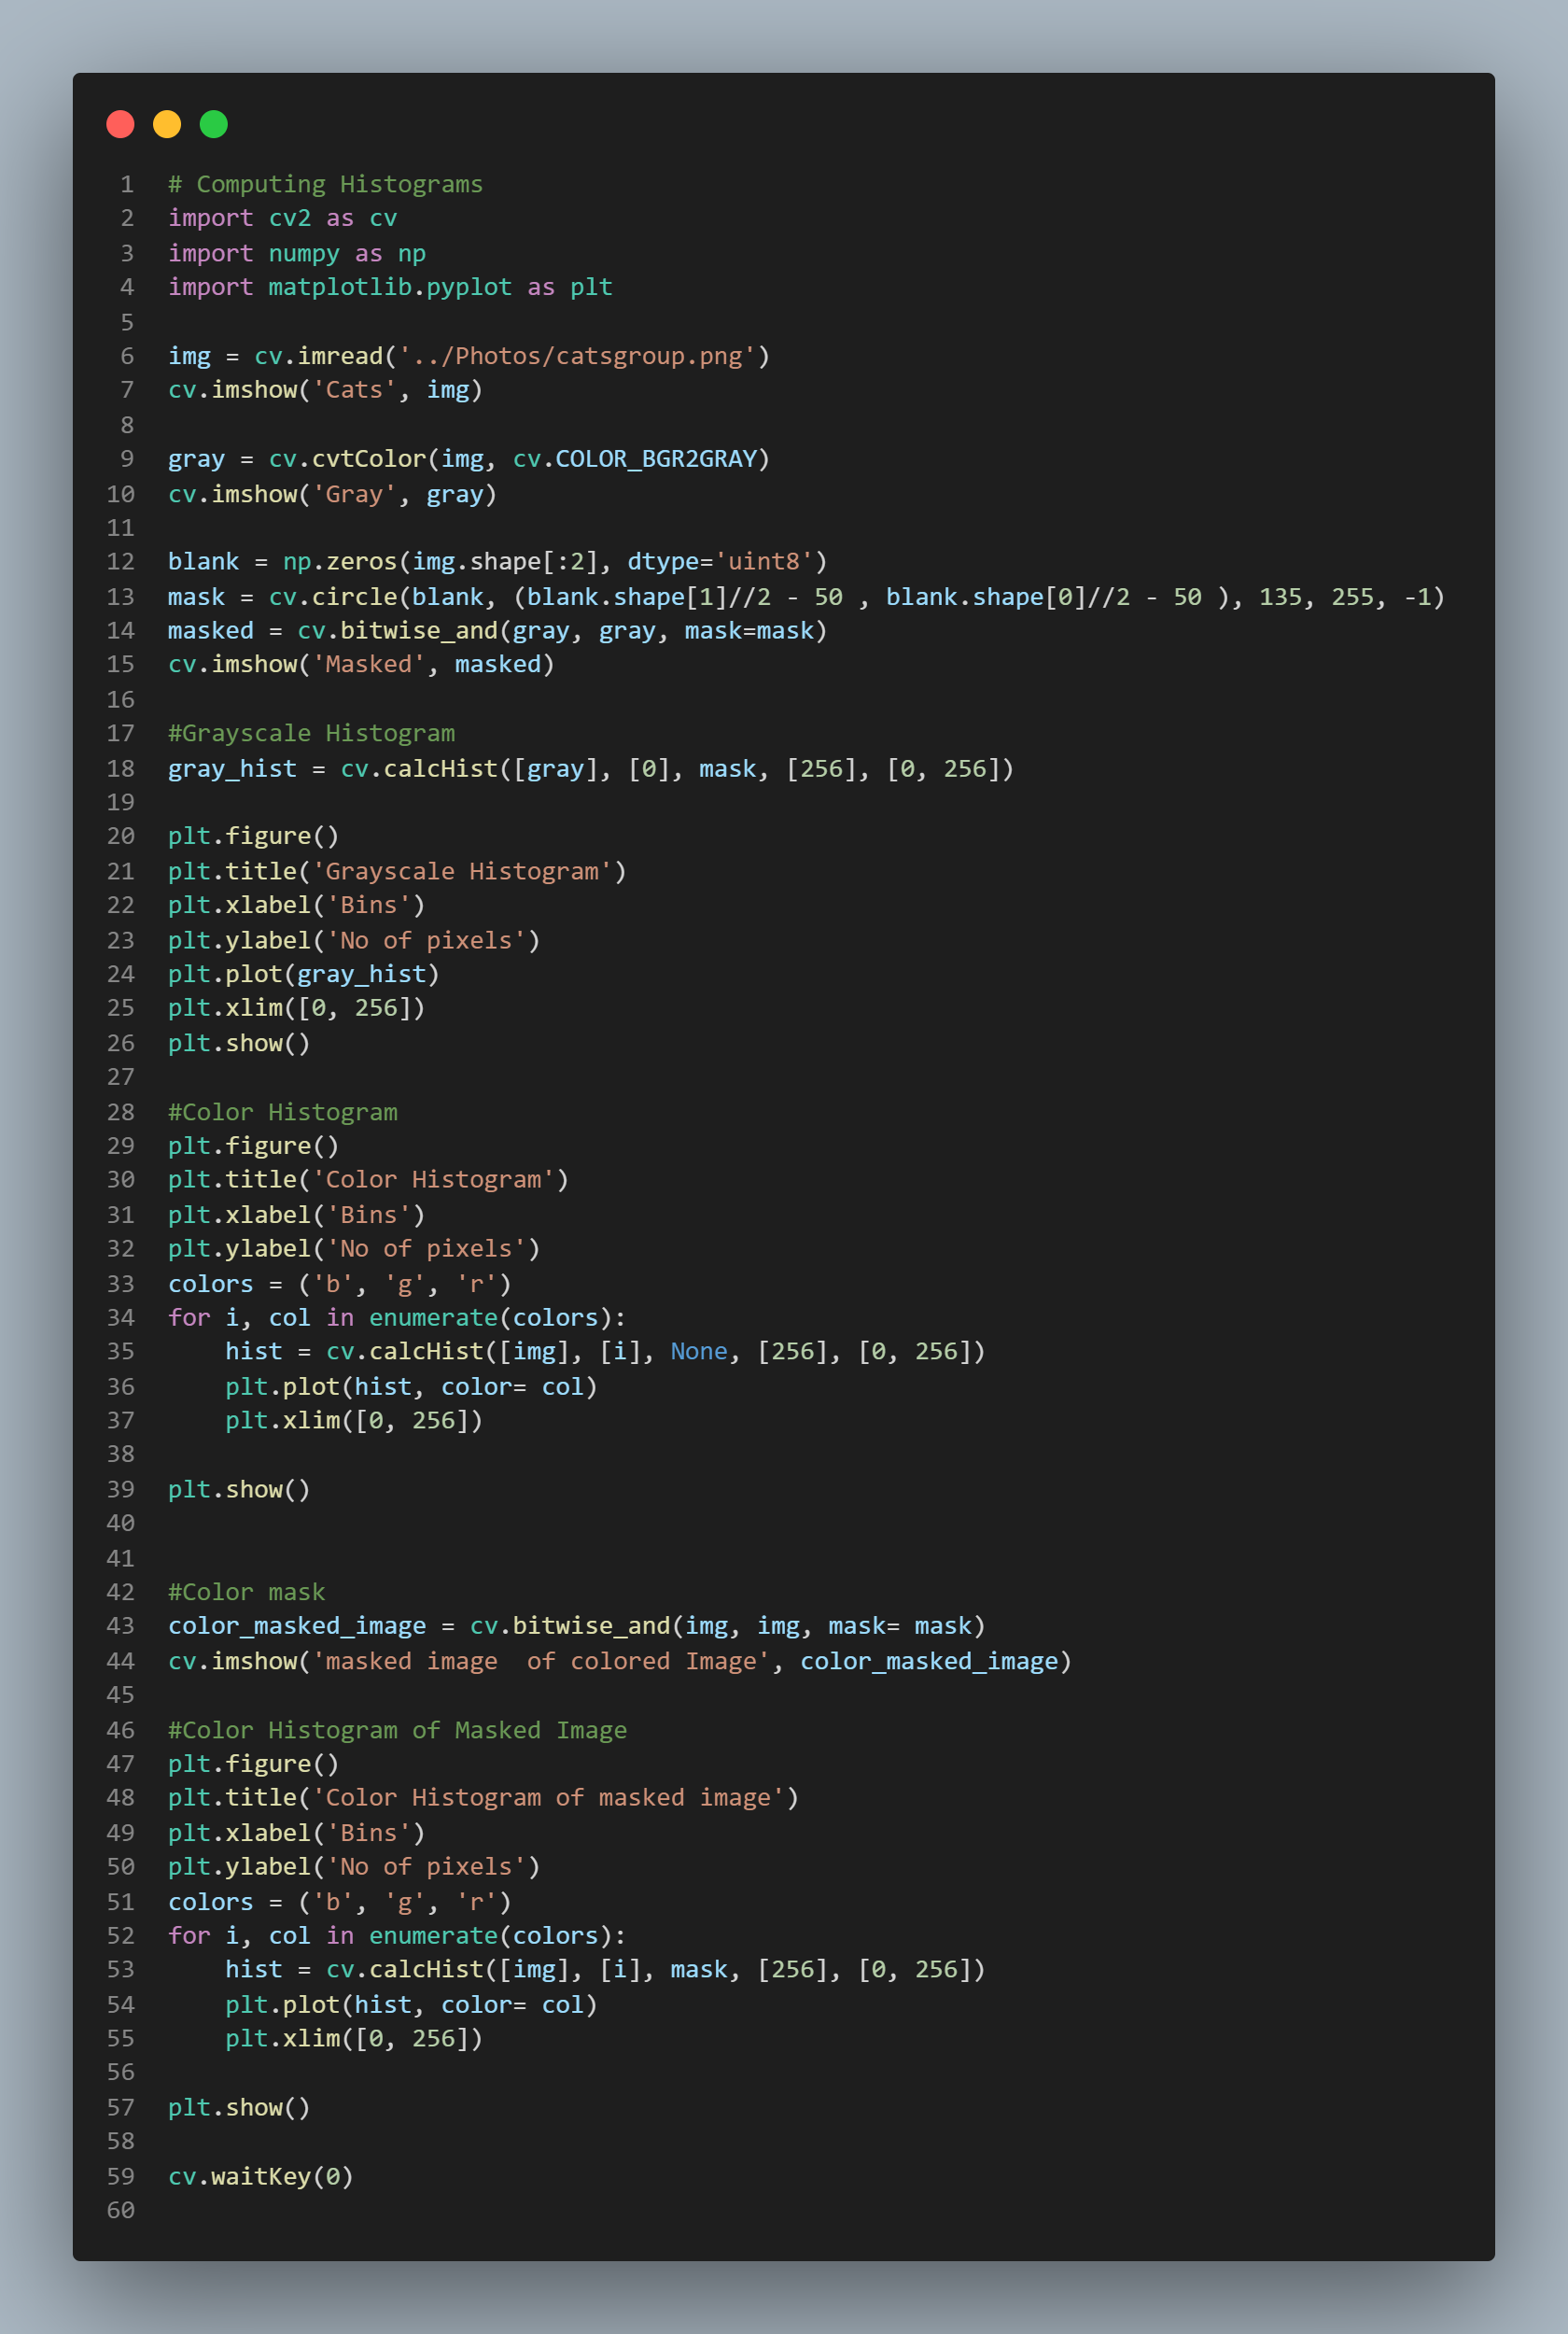 1 # Computing Histograms
2 import cv2 as cv
3 import numpy as np
4 import matplotlib.pyplot as plt
5
6 img = cv.imread('../Photos/catsgroup.png')
7 cv.imshow('Cats', img)
8
9 gray = cv.cvtColor(img, cv.COLOR_BGR2GRAY)
10 cv.imshow('Gray', gray)
11
12 blank = np.zeros(img.shape[:2], dtype='uint8')
13 mask = cv.circle(blank, (blank.shape[1]//2 - 50 , blank.shape[0]//2 - 50 ), 135, 255, -1)
14 masked = cv.bitwise_and(gray, gray, mask=mask)
15 cv.imshow('Masked', masked)
16
17 #Grayscale Histogram
18 gray_hist = cv.calcHist([gray], [0], mask, [256], [0, 256])
19
20 plt.figure()
21 plt.title('Grayscale Histogram')
22 plt.xlabel('Bins')
23 plt.ylabel('No of pixels')
24 plt.plot(gray_hist)
25 plt.xlim([0, 256])
26 plt.show()
27
28 #Color Histogram
29 plt.figure()
30 plt.title('Color Histogram')
31 plt.xlabel('Bins')
32 plt.ylabel('No of pixels')
33 colors = ('b', 'g', 'r')
34 for i, col in enumerate(colors):
35     hist = cv.calcHist([img], [i], None, [256], [0, 256])
36     plt.plot(hist, color= col)
37     plt.xlim([0, 256])
38
39 plt.show()
40
41
42 #Color mask
43 color_masked_image = cv.bitwise_and(img, img, mask= mask)
44 cv.imshow('masked image  of colored Image', color_masked_image)
45
46 #Color Histogram of Masked Image
47 plt.figure()
48 plt.title('Color Histogram of masked image')
49 plt.xlabel('Bins')
50 plt.ylabel('No of pixels')
51 colors = ('b', 'g', 'r')
52 for i, col in enumerate(colors):
53     hist = cv.calcHist([img], [i], mask, [256], [0, 256])
54     plt.plot(hist, color= col)
55     plt.xlim([0, 256])
56
57 plt.show()
58
59 cv.waitKey(0)
60